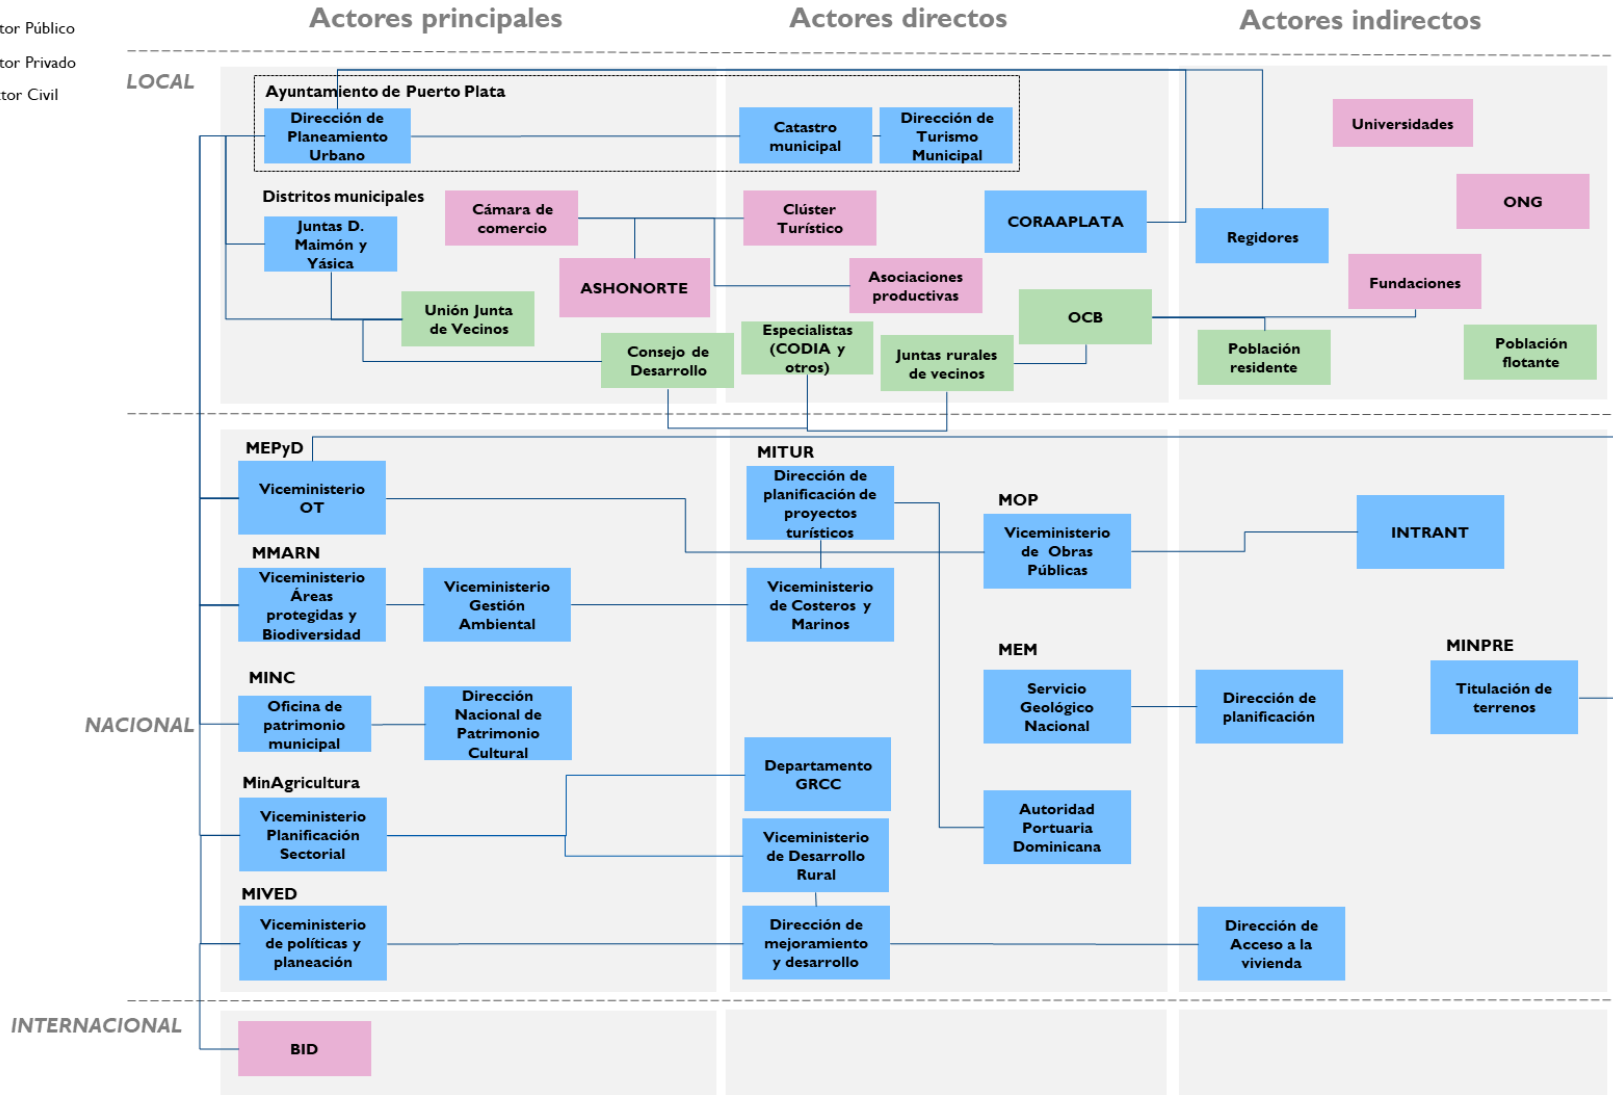 Actores principales
Actores directos
Actores indirectos
tor Público
tor Privado
tor Civil
LOCAL
Ayuntamiento de Puerto Plata
Dirección de
Planeamiento
Urbano
Catastro
municipal
Dirección de
Turismo
Municipal
Universidades
Distritos municipales
Juntas D.
Maimón y
Yásica
Cámara de
comercio
Clúster
Turístico
CORAAPLATA
Regidores
ONG
ASHONORTE
Asociaciones
productivas
Fundaciones
Unión Junta
de Vecinos
OCB
Consejo de
Desarrollo
Especialistas
(CODIA y
otros)
Juntas rurales
de vecinos
Población
residente
Población
flotante
NACIONAL
MEPyD
Viceministerio
OT
MITUR
Dirección de
planificación de
proyectos
turísticos
MOP
Viceministerio
de Obras
Públicas
INTRANT
MMARN
Viceministerio
Áreas
protegidas y
Biodiversidad
Viceministerio
Gestión
Ambiental
Viceministerio
de Costeros y
Marinos
MEM
Servicio
Geológico
Nacional
Dirección de
planificación
MINPRE
Titulación de
terrenos
MINC
Oficina de
patrimonio
municipal
Dirección
Nacional de
Patrimonio
Cultural
Departamento
GRCC
MinAgricultura
Viceministerio
Planificación
Sectorial
Viceministerio
de Desarrollo
Rural
Autoridad
Portuaria
Dominicana
MIVED
Viceministerio
de políticas y
planeación
Dirección de
mejoramiento
y desarrollo
Dirección de
Acceso a la
vivienda
INTERNACIONAL
BID